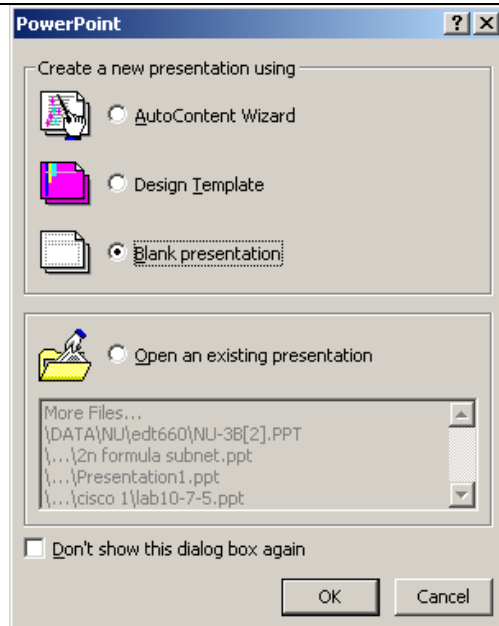 PowerPoint
Create a new presentation using
AutoContent Wizard
Design Template
Blank presentation
Open an existing presentation
More Files...
\DATA\NU\edt660\NU-3B[2].PPT
\...\2n formula subnet.ppt
\...\Presentation1.ppt
\...\cisco 1\lab10-7-5.ppt
Don't show this dialog box again
OK Cancel